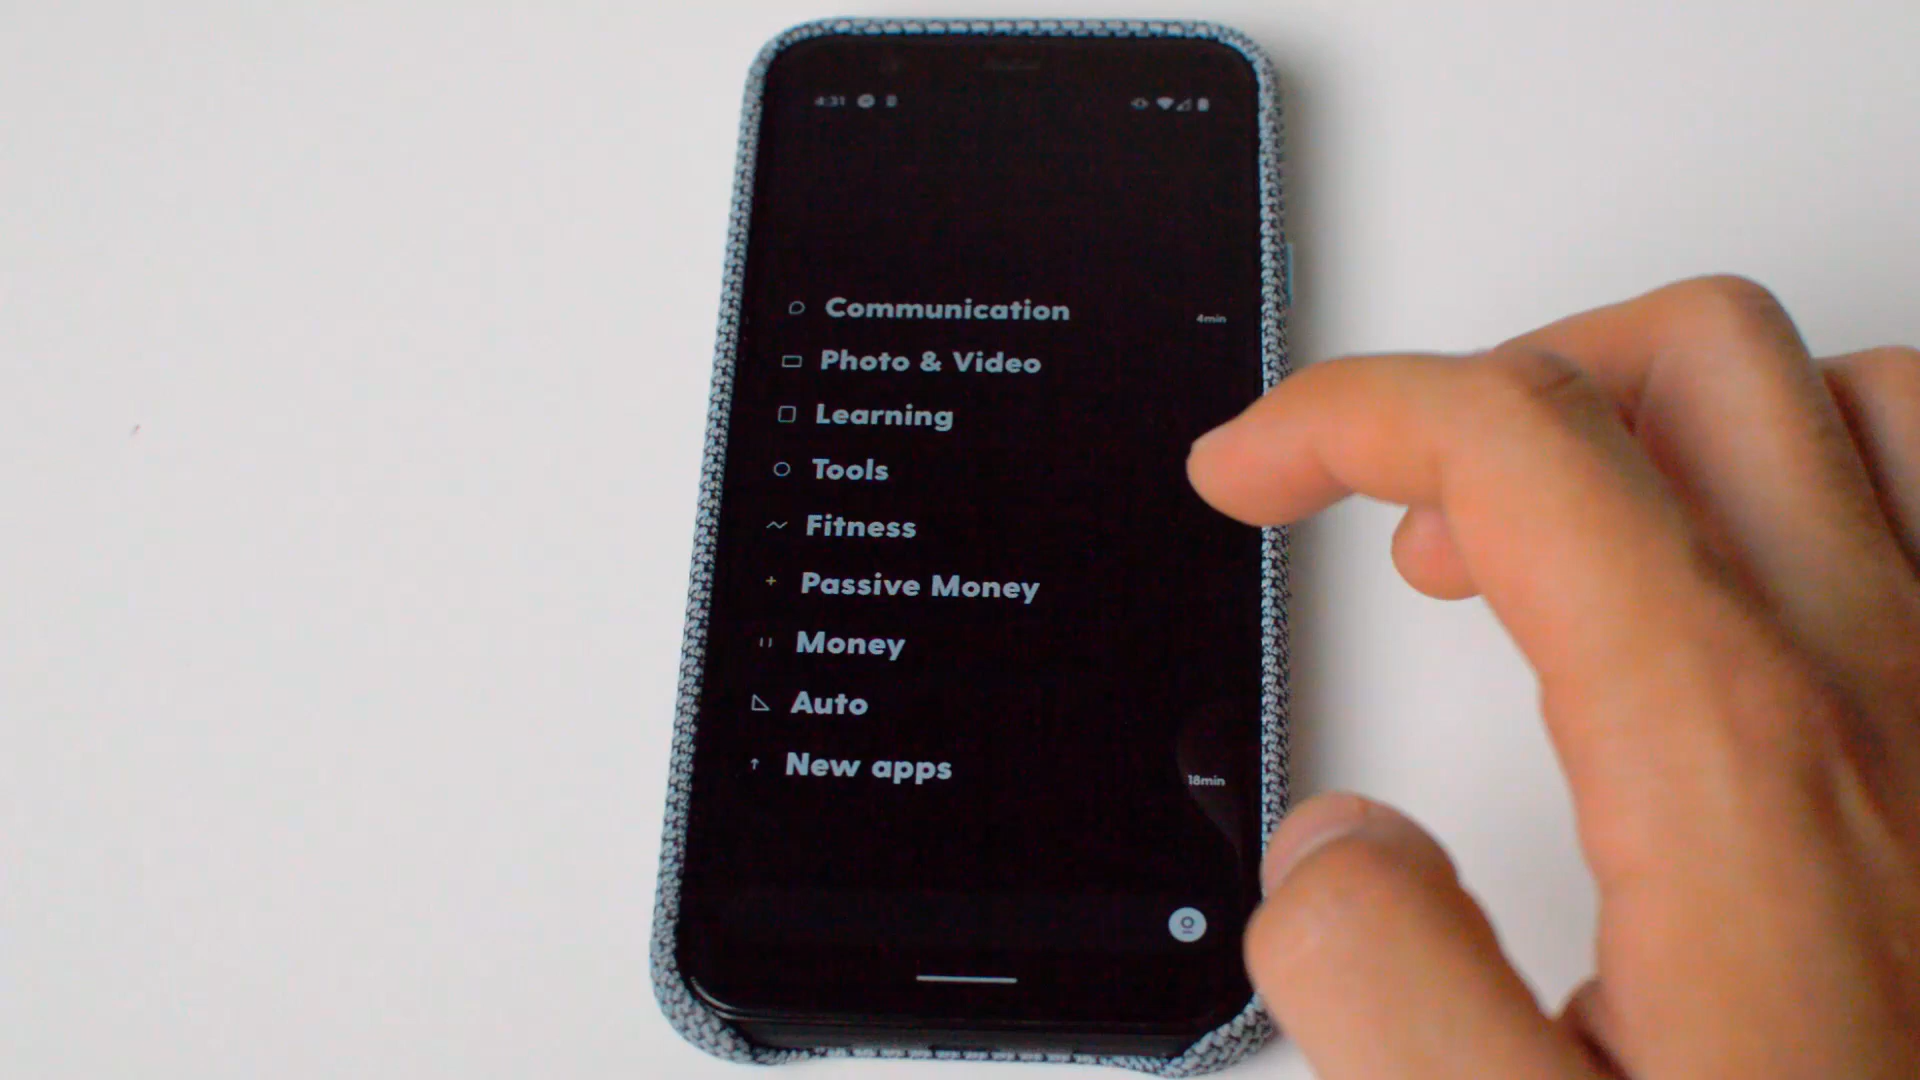 4:31
Communication 4min
Photo & Video
Learning
Tools
Fitness
Passive Money
Money
Auto
New apps 18min